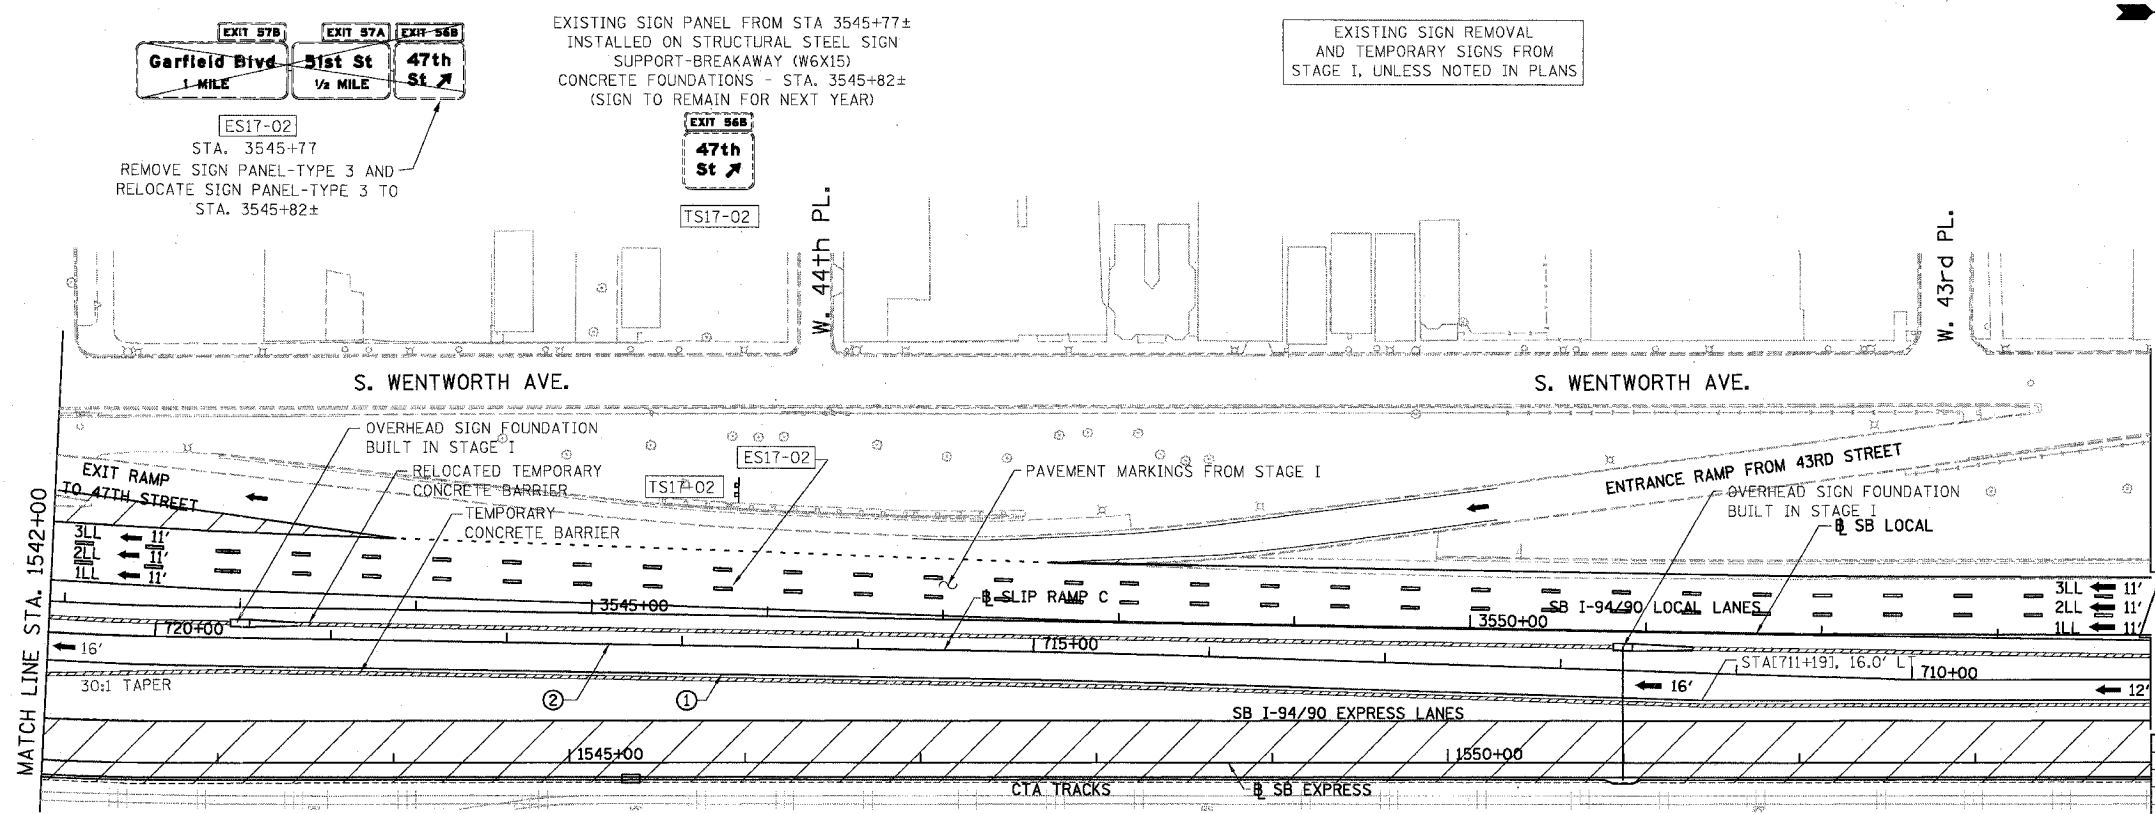 EXIT 57B
EXIT 57A
EXIT 56B
Garfield Blvd
1 MILE
51st St
1/2 MILE
47th
St ↗
ES17-02
STA. 3545+77
REMOVE SIGN PANEL-TYPE 3 AND
RELOCATE SIGN PANEL-TYPE 3 TO
STA. 3545+82±
EXISTING SIGN PANEL FROM STA 3545+77±
INSTALLED ON STRUCTURAL STEEL SIGN
SUPPORT-BREAKAWAY (W6X15)
CONCRETE FOUNDATIONS - STA. 3545+82±
(SIGN TO REMAIN FOR NEXT YEAR)
EXIT 56B
47th
St ↗
TS17-02
EXISTING SIGN REMOVAL
AND TEMPORARY SIGNS FROM
STAGE I, UNLESS NOTED IN PLANS
W. 44th PL.
W. 43rd PL.
S. WENTWORTH AVE.
S. WENTWORTH AVE.
OVERHEAD SIGN FOUNDATION
BUILT IN STAGE I
RELOCATED TEMPORARY
CONCRETE BARRIER
TEMPORARY
CONCRETE BARRIER
ES17-02
TS17-02
PAVEMENT MARKINGS FROM STAGE I
ENTRANCE RAMP FROM 43RD STREET
OVERHEAD SIGN FOUNDATION
BUILT IN STAGE I
℄ SB LOCAL
EXIT RAMP
TO 47TH STREET
3LL 11'
2LL 11'
1LL 11'
3545+00
℄ SLIP RAMP C
SB I-94/90 LOCAL LANES
3550+00
3LL 11'
2LL 11'
1LL 11'
720+00
715+00
STA[711+19], 16.0' LT
710+00
16'
30:1 TAPER
2
1
16'
12'
SB I-94/90 EXPRESS LANES
1545+00
1550+00
CTA TRACKS
℄ SB EXPRESS
MATCH LINE STA. 1542+00